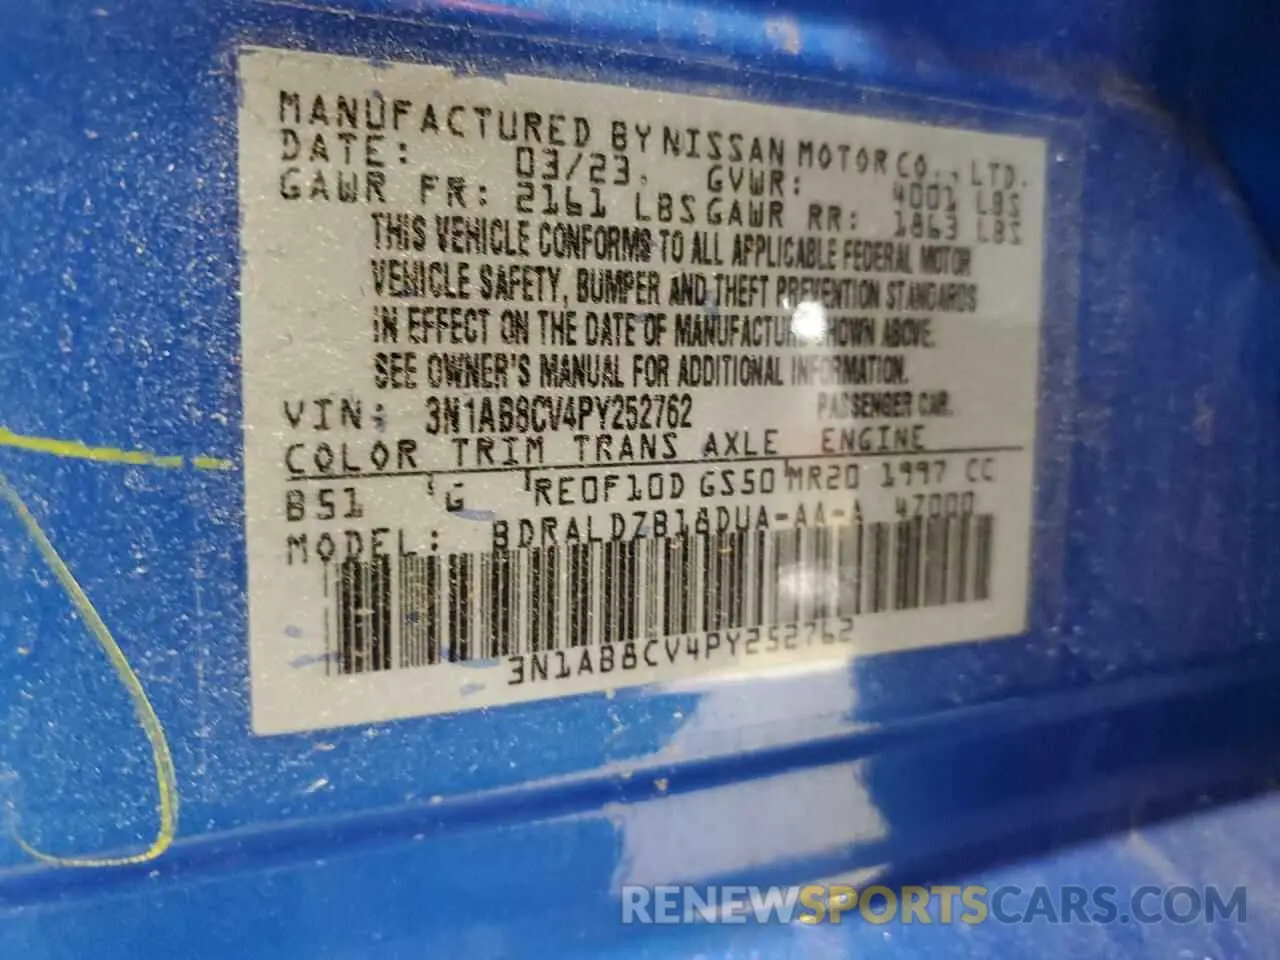 MANUFACTURED BY NISSAN MOTOR CO., LTD.
DATE: 03/23. GVWR: 4001 LBS
GAWR FR: 2161 LBS GAWR RR: 1863 LBS
THIS VEHICLE CONFORMS TO ALL APPLICABLE FEDERAL MOTOR
VEHICLE SAFETY, BUMPER AND THEFT PREVENTION STANDARDS
IN EFFECT ON THE DATE OF MANUFACTURE SHOWN ABOVE.
SEE OWNER'S MANUAL FOR ADDITIONAL INFORMATION.
VIN: 3N1AB8CV4PY252762 PASSENGER CAR.
COLOR TRIM TRANS AXLE ENGINE
B51 G RE0F10D GS50 MR20 1997 CC
MODEL: BDRALDZB18DUA-AA-A 47000
3N1AB8CV4PY252762
RENEWSPORTSCARS.COM